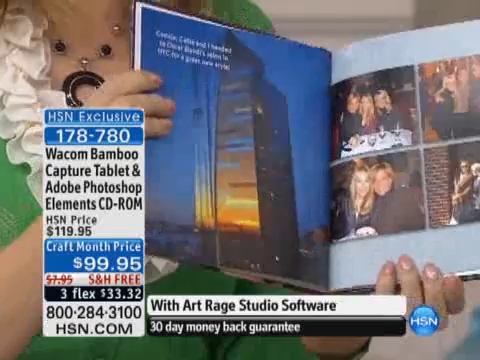 Connie, Celia and I headed
to Oscar Blandi's salon in
NYC for a great new style!
HSN Exclusive
178-780
Wacom Bamboo
Capture Tablet &
Adobe Photoshop
Elements CD-ROM
HSN Price
$119.95
Craft Month Price
$99.95
$7.95 S&H FREE
3 flex $33.32
800·284·3100
HSN.COM
With Art Rage Studio Software
30 day money back guarantee
HSN